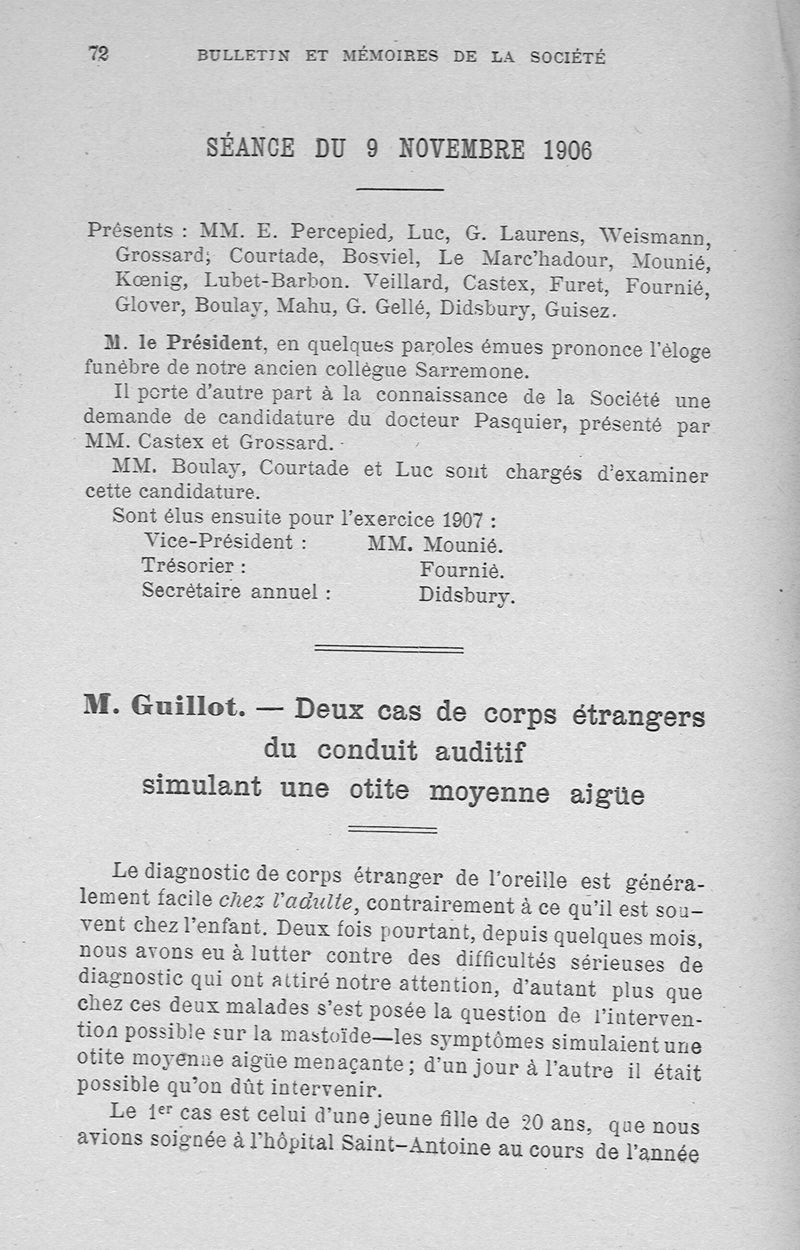 72 BULLETIN ET MÉMOIRES DE LA SOCIÉTÉ
SÉANCE DU 9 NOVEMBRE 1906
Présents : MM. E. Percepied, Luc, G. Laurens, Weismann,
Grossard; Courtade, Bosviel, Le Marc'hadour, Mounié,
Kœnig, Lubet-Barbon. Veillard, Castex, Furet, Fournié,
Glover, Boulay, Mahu, G. Gellé, Didsbury, Guisez.
M. le Président, en quelques paroles émues prononce l'éloge
funèbre de notre ancien collègue Sarremone.
Il porte d'autre part à la connaissance de la Société une
demande de candidature du docteur Pasquier, présenté par
MM. Castex et Grossard.
MM. Boulay, Courtade et Luc sont chargés d'examiner
cette candidature.
Sont élus ensuite pour l'exercice 1907 :
Vice-Président : MM. Mounié.
Trésorier : Fournié.
Secrétaire annuel : Didsbury.
M. Guillot. — Deux cas de corps étrangers
du conduit auditif
simulant une otite moyenne aigüe
Le diagnostic de corps étranger de l'oreille est généra-
lement facile chez l'adulte, contrairement à ce qu'il est sou-
vent chez l'enfant. Deux fois pourtant, depuis quelques mois,
nous avons eu à lutter contre des difficultés sérieuses de
diagnostic qui ont attiré notre attention, d'autant plus que
chez ces deux malades s'est posée la question de l'interven-
tion possible sur la mastoïde—les symptômes simulaient une
otite moyenne aigüe menaçante ; d'un jour à l'autre il était
possible qu'on dût intervenir.
Le 1er cas est celui d'une jeune fille de 20 ans, que nous
avions soignée à l'hôpital Saint-Antoine au cours de l'année